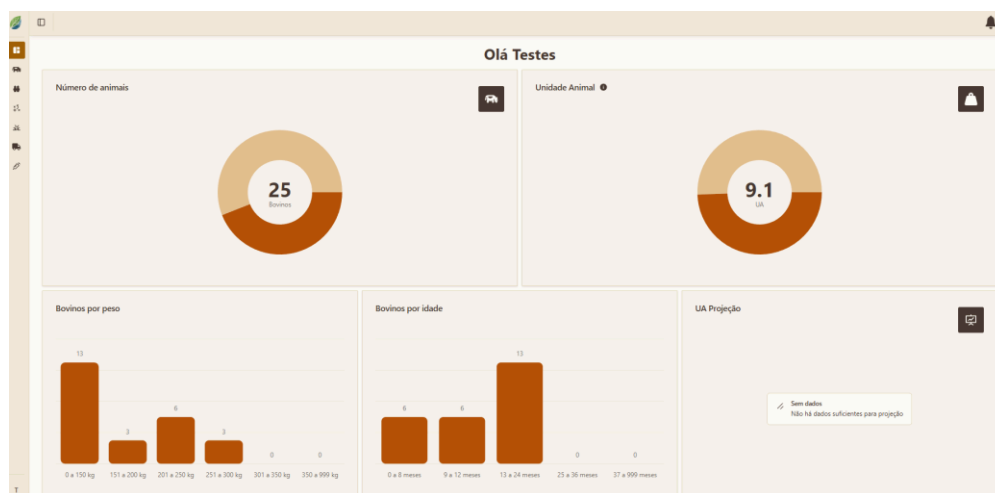 Olá Testes
Número de animais
25
Bovinos
Unidade Animal
9.1
UA
Bovinos por peso
13
3
6
3
0
0
0 a 150 kg 151 a 200 kg 201 a 250 kg 251 a 300 kg 301 a 350 kg 350 a 999 kg
Bovinos por idade
6
6
13
0
0
0 a 8 meses 9 a 12 meses 13 a 24 meses 25 a 36 meses 37 a 999 meses
UA Projeção
Sem dados
Não há dados suficientes para projeção
T